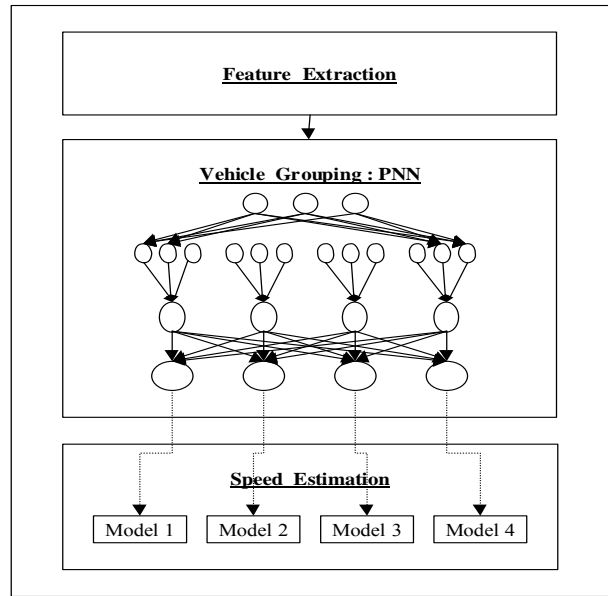 Feature Extraction
Vehicle Grouping : PNN
Speed Estimation
Model 1 Model 2 Model 3 Model 4